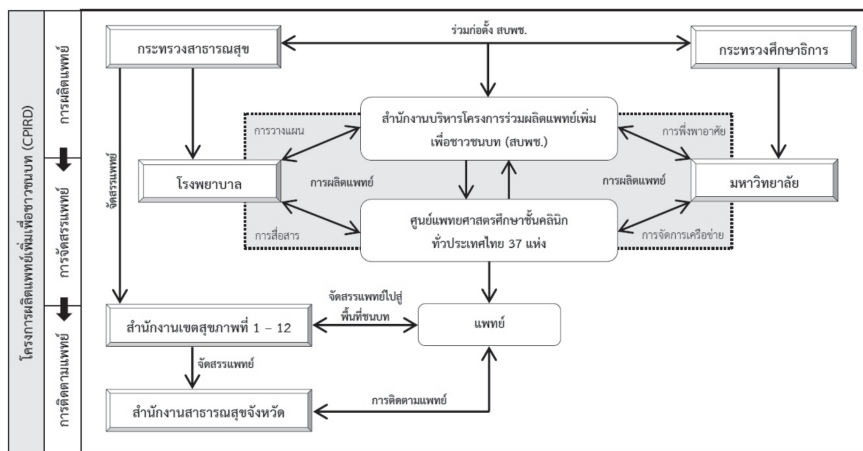 โครงการผลิตแพทย์เพิ่มเพื่อชาวชนบท (CPIRD)
การผลิตแพทย์
การจัดสรรแพทย์
การติดตามแพทย์
กระทรวงสาธารณสุข
ร่วมก่อตั้ง สบพช.
กระทรวงศึกษาธิการ
จัดสรรแพทย์
การวางแผน
สำนักงานบริหารโครงการร่วมผลิตแพทย์เพิ่ม
เพื่อชาวชนบท (สบพช.)
การพึ่งพาอาศัย
โรงพยาบาล
การผลิตแพทย์
การผลิตแพทย์
มหาวิทยาลัย
การสื่อสาร
ศูนย์แพทยศาสตรศึกษาชั้นคลินิก
ทั่วประเทศไทย 37 แห่ง
การจัดการเครือข่าย
สำนักงานเขตสุขภาพที่ 1 – 12
จัดสรรแพทย์ไปสู่
พื้นที่ชนบท
แพทย์
จัดสรรแพทย์
สำนักงานสาธารณสุขจังหวัด
การติดตามแพทย์